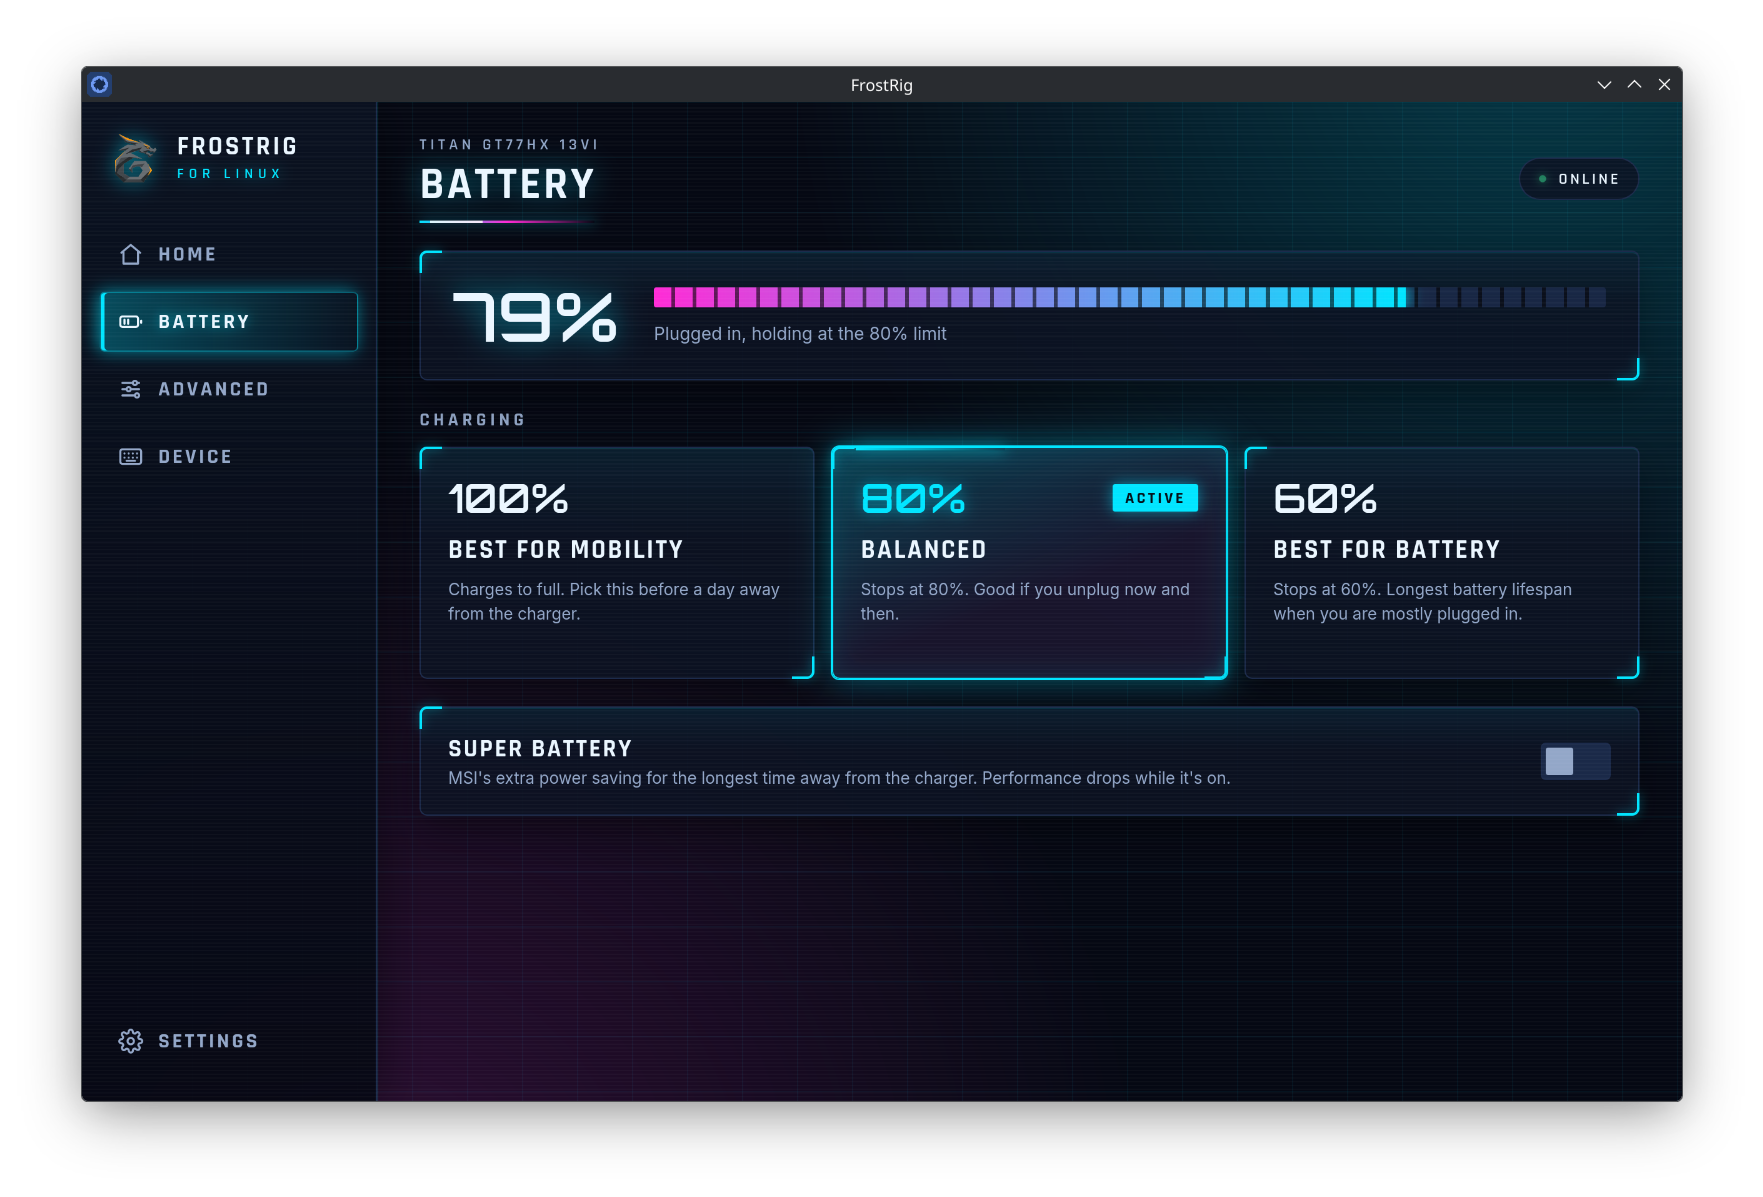 FrostRig
FROSTRIG
FOR LINUX
HOME
BATTERY
ADVANCED
DEVICE
SETTINGS
TITAN GT77HX 13VI
BATTERY
ONLINE
79%
Plugged in, holding at the 80% limit
CHARGING
100%
BEST FOR MOBILITY
Charges to full. Pick this before a day away
from the charger.
80%
ACTIVE
BALANCED
Stops at 80%. Good if you unplug now and
then.
60%
BEST FOR BATTERY
Stops at 60%. Longest battery lifespan
when you are mostly plugged in.
SUPER BATTERY
MSI's extra power saving for the longest time away from the charger. Performance drops while it's on.